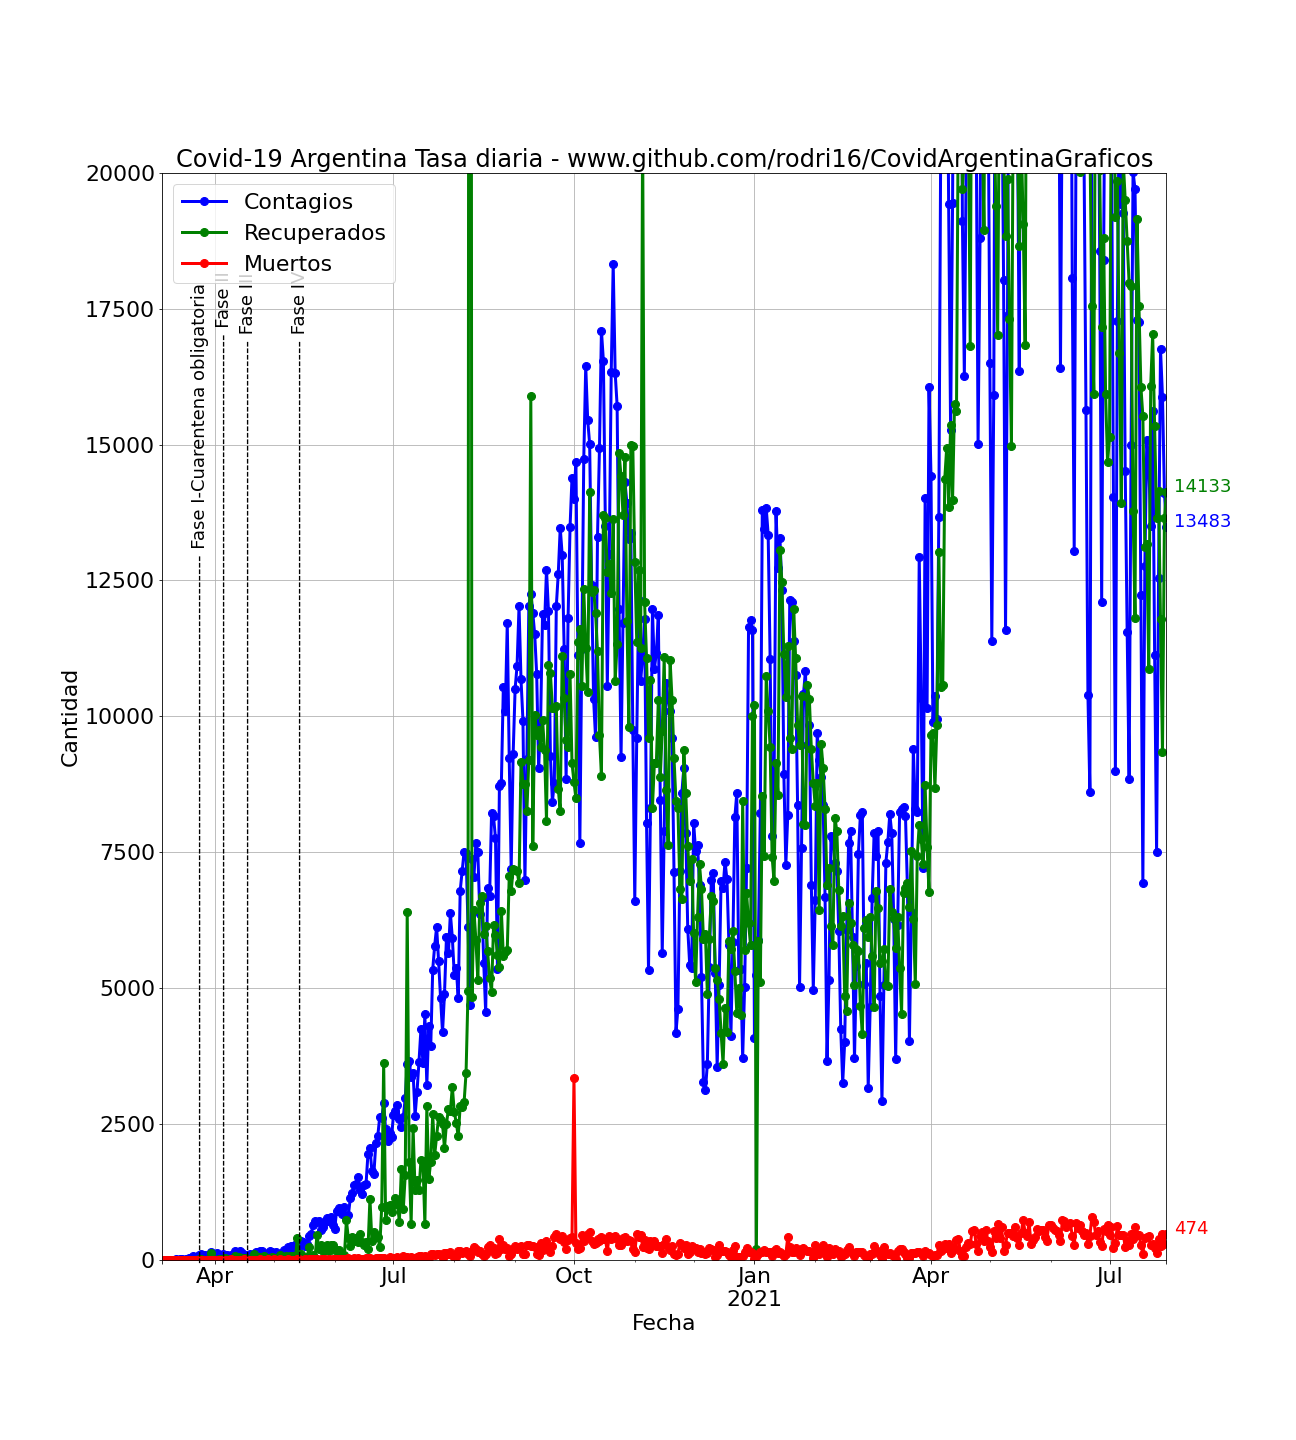 Covid-19 Argentina Tasa diaria - www.github.com/rodri16/CovidArgentinaGraficos
20000
17500
15000
12500
10000
7500
5000
2500
0
Cantidad
Contagios
Recuperados
Muertos
Fase I-Cuarentena obligatoria
Fase II
Fase III
Fase IV
14133
13483
474
Apr
Jul
Oct
Jan
2021
Apr
Jul
Fecha